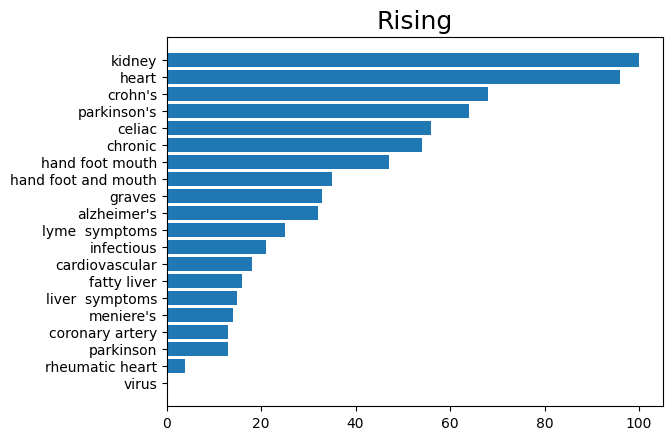 Rising
kidney
heart
crohn's
parkinson's
celiac
chronic
hand foot mouth
hand foot and mouth
graves
alzheimer's
lyme  symptoms
infectious
cardiovascular
fatty liver
liver  symptoms
meniere's
coronary artery
parkinson
rheumatic heart
virus
0 20 40 60 80 100